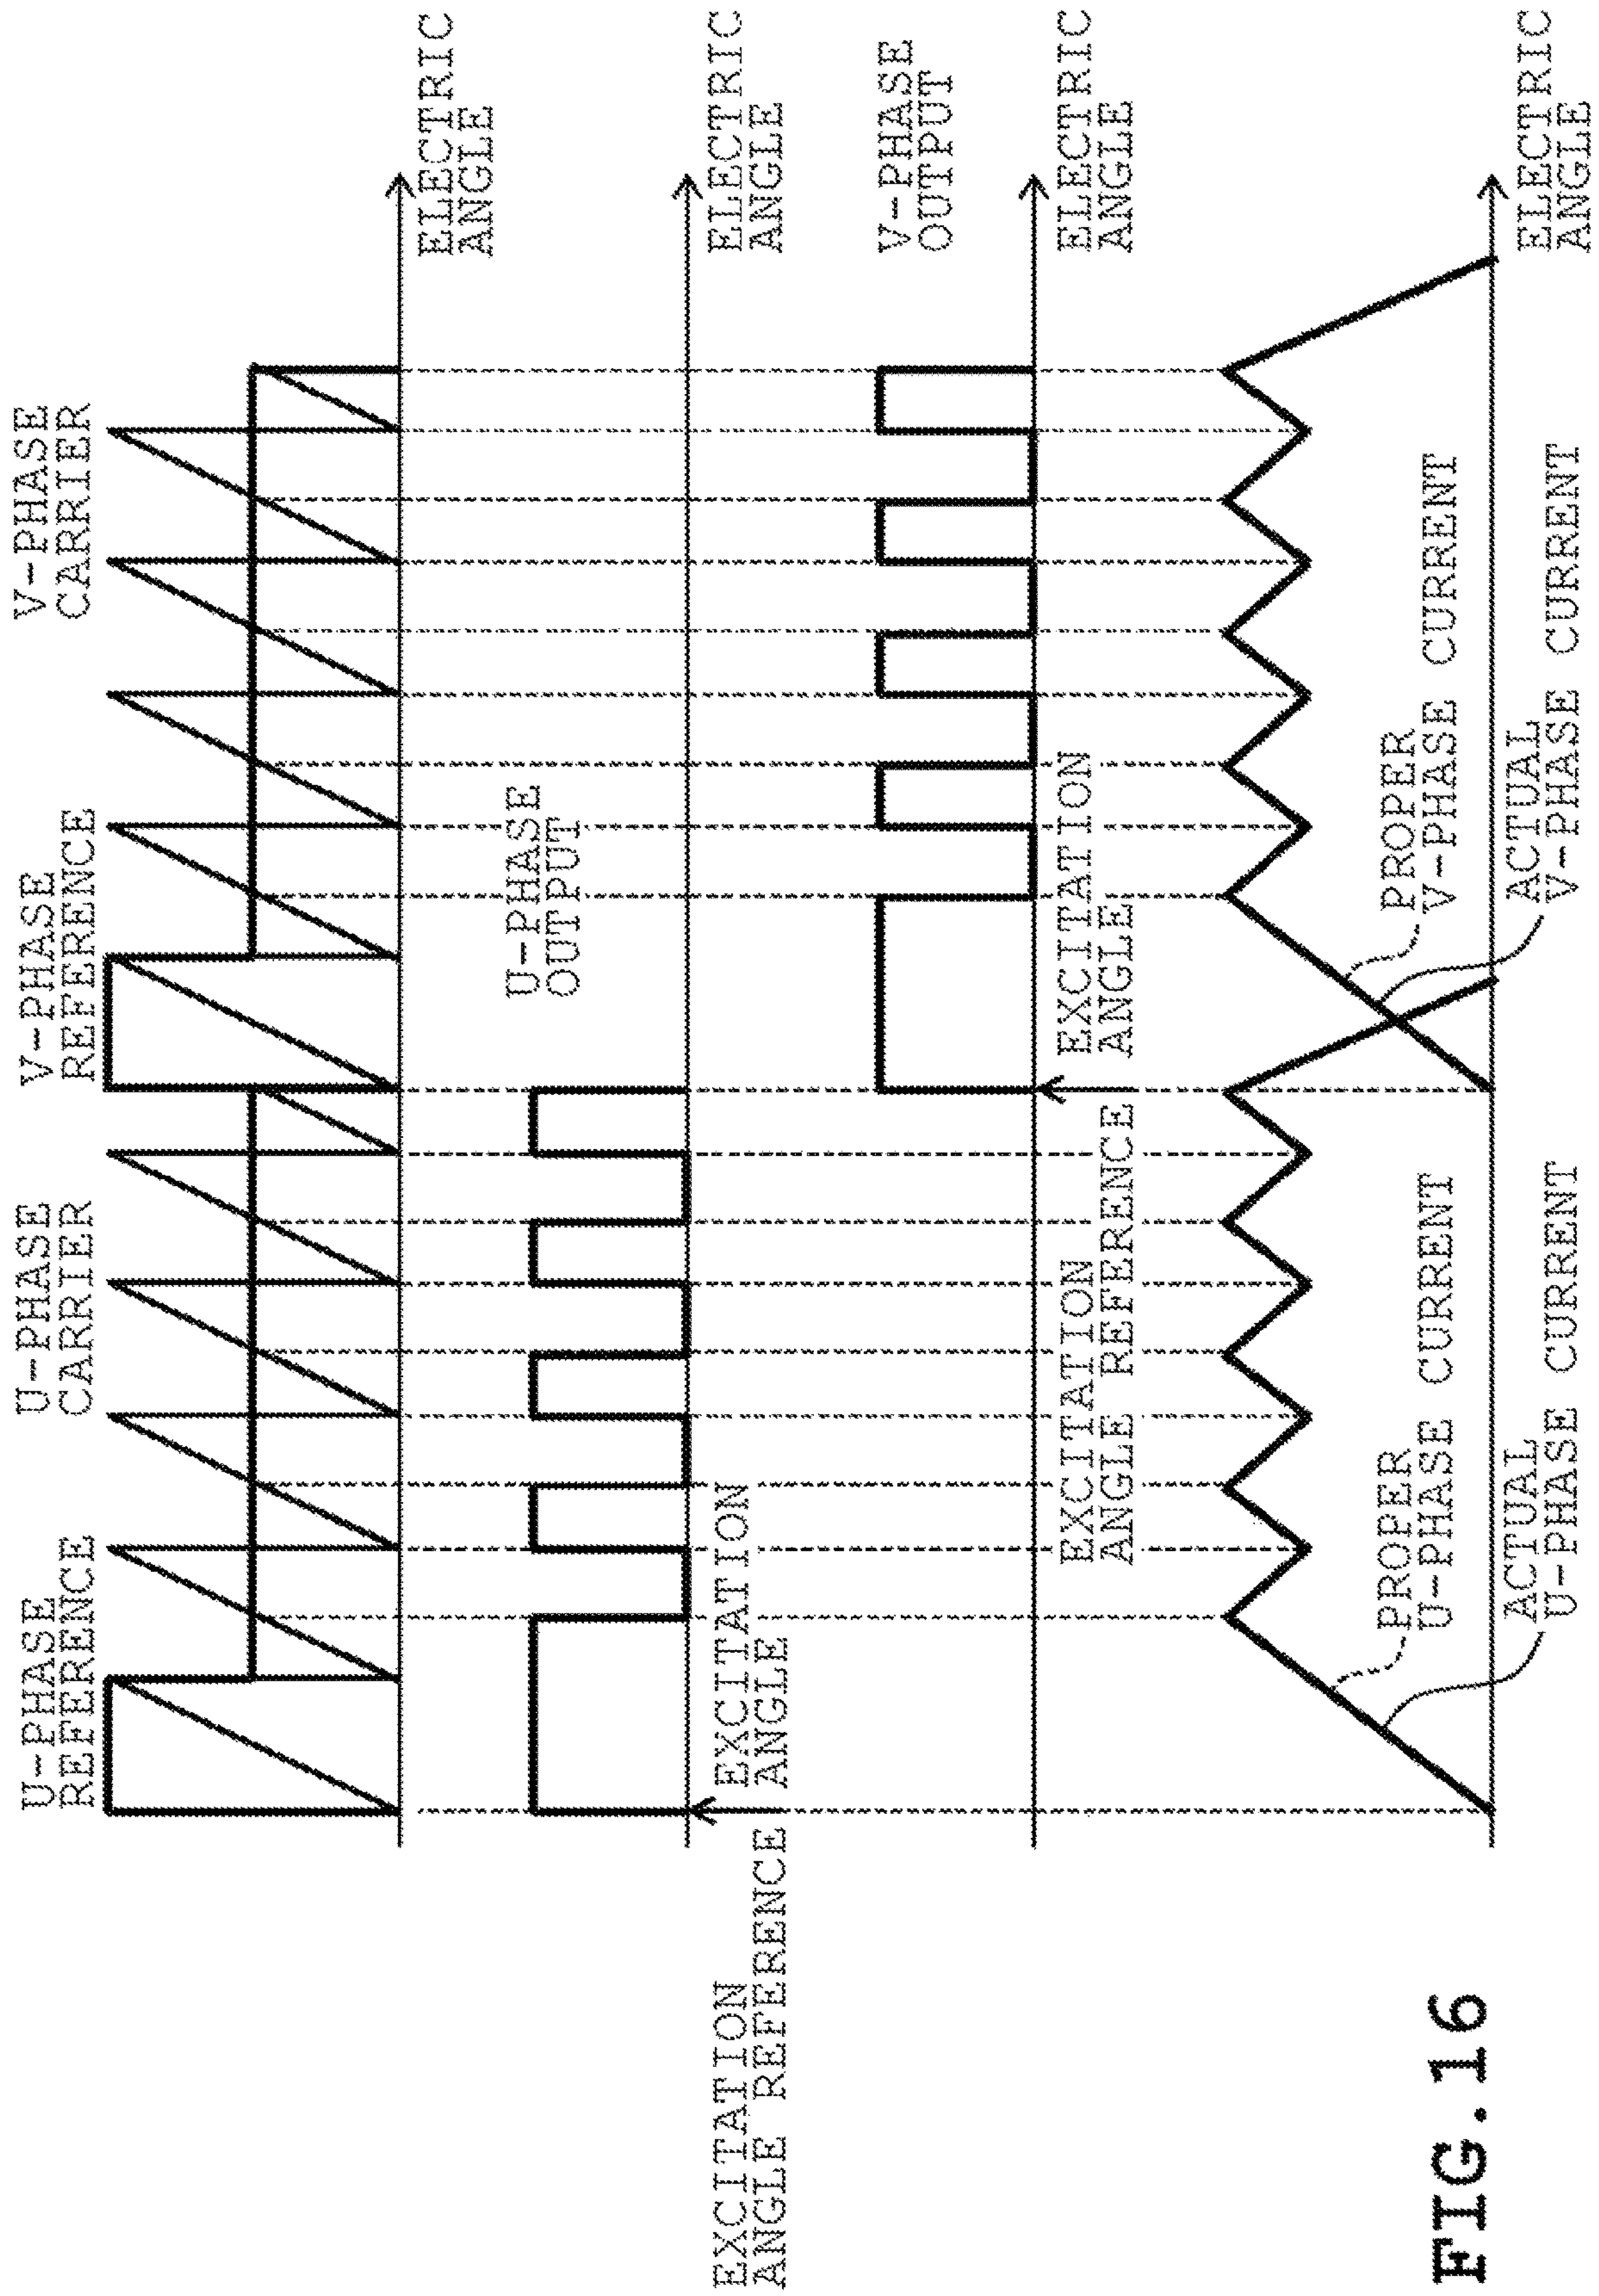 U-PHASE
REFERENCE
U-PHASE
CARRIER
V-PHASE
REFERENCE
V-PHASE
CARRIER
ELECTRIC
ANGLE
U-PHASE
OUTPUT
EXCITATION
ANGLE REFERENCE
EXCITATION
ANGLE
ELECTRIC
ANGLE
V-PHASE
OUTPUT
EXCITATION
ANGLE REFERENCE
EXCITATION
ANGLE
ELECTRIC
ANGLE
PROPER
U-PHASE CURRENT
ACTUAL
U-PHASE CURRENT
PROPER
V-PHASE CURRENT
ACTUAL
V-PHASE CURRENT
ELECTRIC
ANGLE
FIG.16